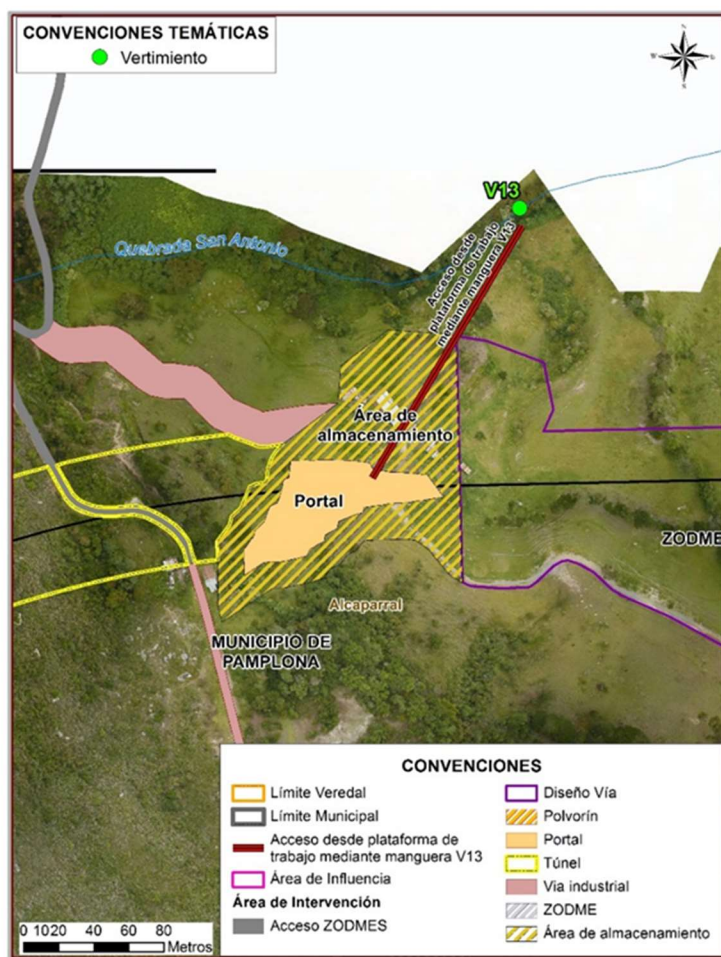 CONVENCIONES TEMÁTICAS
Vertimiento
N
W
S
V13
Quebrada San Antonio
Acceso desde
plataforma de trabajo
mediante manguera V13
Área de
almacenamiento
Portal
ZODME
Alcaparral
MUNICIPIO DE
PAMPLONA
CONVENCIONES
Límite Veredal
Límite Municipal
Acceso desde plataforma de
trabajo mediante manguera V13
Área de Influencia
Área de Intervención
Acceso ZODMES
Diseño Vía
Polvorín
Portal
Túnel
Via industrial
ZODME
Área de almacenamiento
0 10 20 40 60 80
Metros